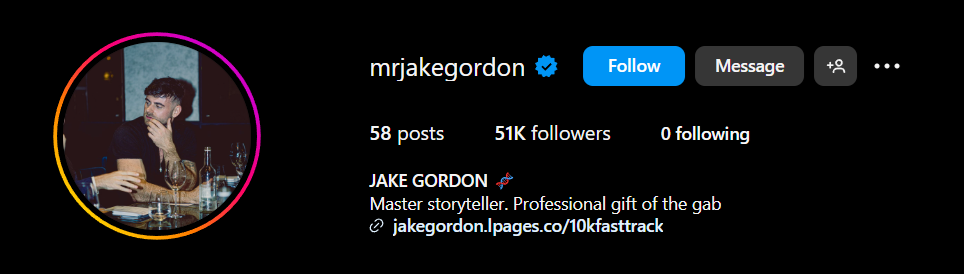 mrjakegordon Follow Message
58 posts 51K followers 0 following
JAKE GORDON 🧬
Master storyteller. Professional gift of the gab
jakegordon.lpages.co/10kfasttrack